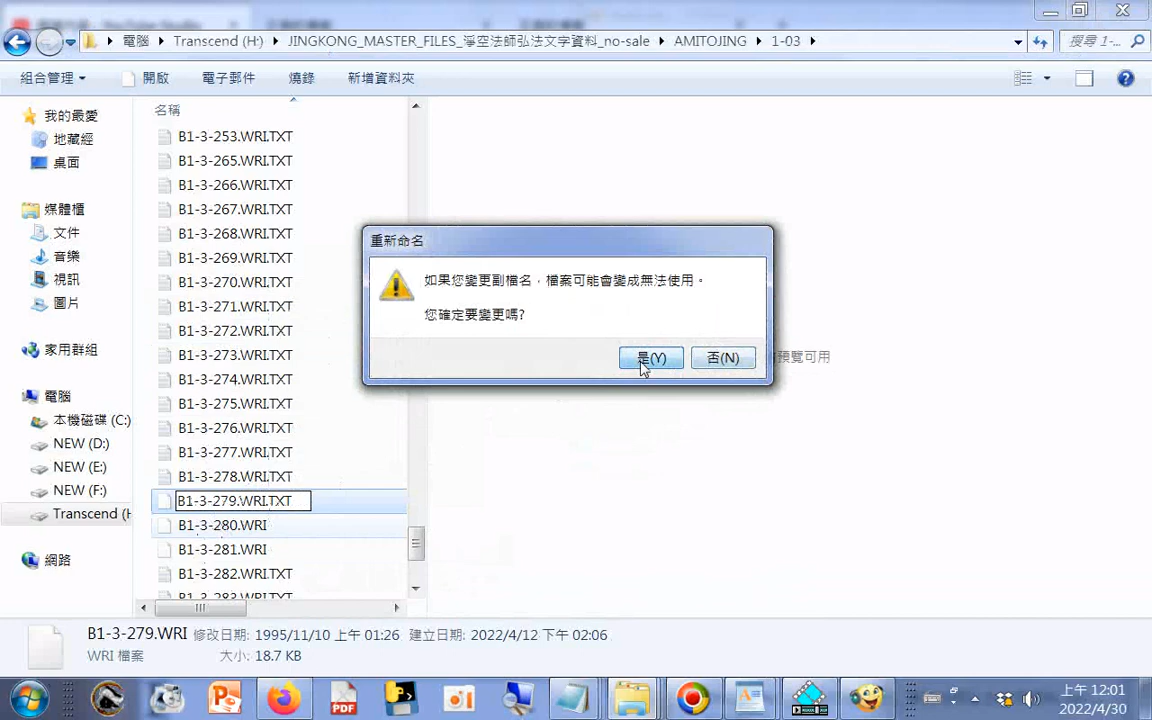 電腦 ▸ Transcend (H:) ▸ JINGKONG_MASTER_FILES_淨空法師弘法文字資料_no-sale ▸ AMITOJING ▸ 1-03 ▸
搜尋 1-...
組合管理 開啟 電子郵件 燒錄 新增資料夾
我的最愛
地藏經
桌面
媒體櫃
文件
音樂
視訊
圖片
家用群組
電腦
本機磁碟 (C:)
NEW (D:)
NEW (E:)
NEW (F:)
Transcend (H
網路
名稱
B1-3-253.WRI.TXT
B1-3-265.WRI.TXT
B1-3-266.WRI.TXT
B1-3-267.WRI.TXT
B1-3-268.WRI.TXT
B1-3-269.WRI.TXT
B1-3-270.WRI.TXT
B1-3-271.WRI.TXT
B1-3-272.WRI.TXT
B1-3-273.WRI.TXT
B1-3-274.WRI.TXT
B1-3-275.WRI.TXT
B1-3-276.WRI.TXT
B1-3-277.WRI.TXT
B1-3-278.WRI.TXT
B1-3-279.WRI.TXT
B1-3-280.WRI
B1-3-281.WRI
B1-3-282.WRI.TXT
B1-3-283.WRI.TXT
重新命名
如果您變更副檔名，檔案可能會變成無法使用。
您確定要變更嗎?
是(Y) 否(N)
預覽可用
B1-3-279.WRI 修改日期: 1995/11/10 上午 01:26 建立日期: 2022/4/12 下午 02:06
WRI 檔案 大小: 18.7 KB
PDF
上午 12:01
2022/4/30